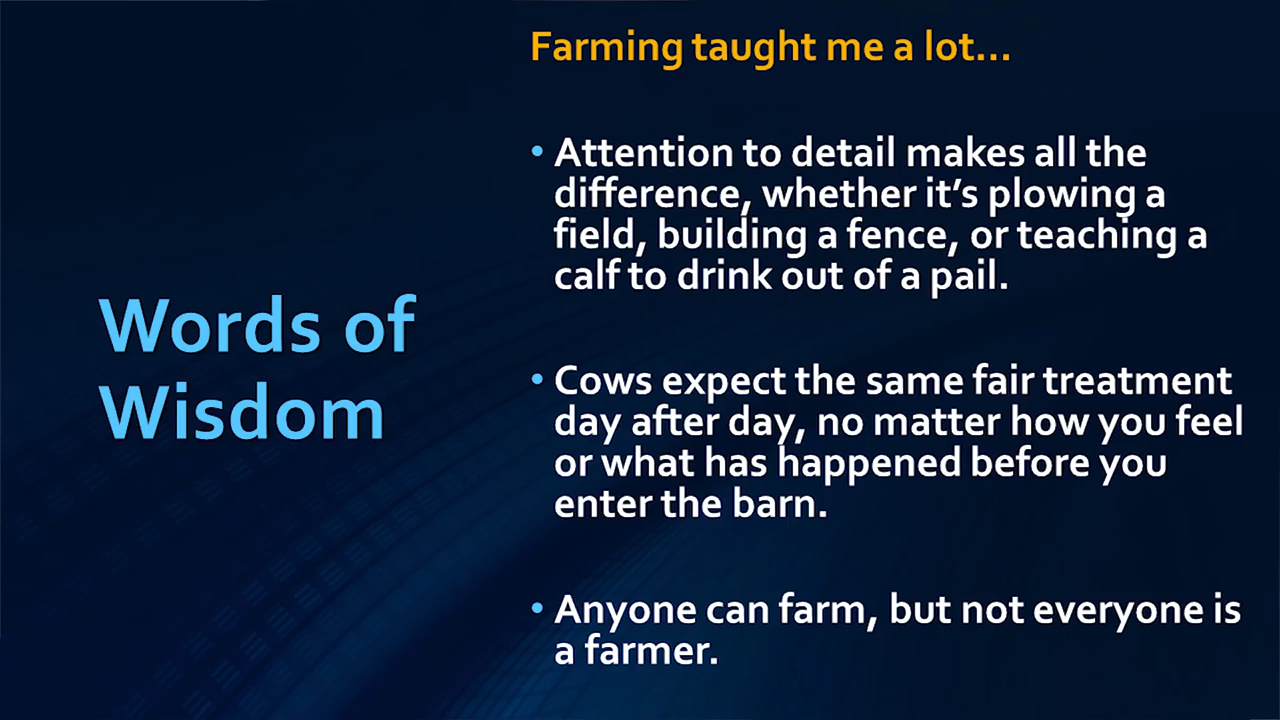 Words of
Wisdom
Farming taught me a lot...
• Attention to detail makes all the
difference, whether it’s plowing a
field, building a fence, or teaching a
calf to drink out of a pail.
• Cows expect the same fair treatment
day after day, no matter how you feel
or what has happened before you
enter the barn.
• Anyone can farm, but not everyone is
a farmer.